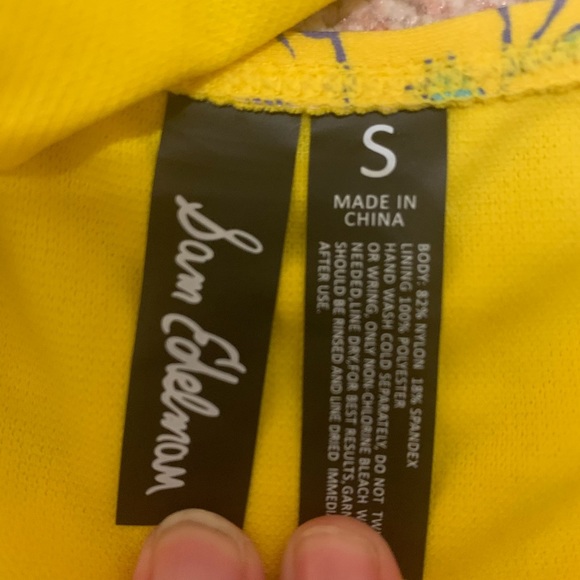 Sam Edelman
S
MADE IN
CHINA
BODY: 82% NYLON 18% SPANDEX
LINING 100% POLYESTER
HAND WASH COLD SEPARATELY, DO NOT
OR WRING, ONLY NON-CHLORINE BLEACH
NEEDED,LINE DRY,FOR BEST RESULTS,
SHOULD BE RINSED AND LINE DRIED
AFTER USE.